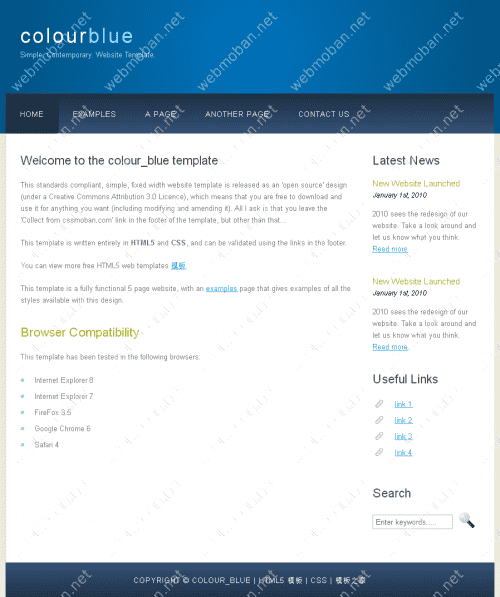 colourblue
Simple. Contemporary. Website Template.
HOME EXAMPLES A PAGE ANOTHER PAGE CONTACT US
Welcome to the colour_blue template
This standards compliant, simple, fixed width website template is released as an 'open source' design
(under a Creative Commons Attribution 3.0 Licence), which means that you are free to download and
use it for anything you want (including modifying and amending it). All I ask is that you leave the
'Collect from cssmoban.com' link in the footer of the template, but other than that...
This template is written entirely in HTML5 and CSS, and can be validated using the links in the footer.
You can view more free HTML5 web templates 模板.
This template is a fully functional 5 page website, with an examples page that gives examples of all the
styles available with this design.
Browser Compatibility
This template has been tested in the following browsers:
Internet Explorer 8
Internet Explorer 7
FireFox 3.5
Google Chrome 6
Safari 4
Latest News
New Website Launched
January 1st, 2010
2010 sees the redesign of our
website. Take a look around and
let us know what you think.
Read more
New Website Launched
January 1st, 2010
2010 sees the redesign of our
website. Take a look around and
let us know what you think.
Read more
Useful Links
link 1
link 2
link 3
link 4
Search
Enter keywords.....
COPYRIGHT © COLOUR_BLUE | HTML5 模板 | CSS | 模板之家
webmoban.net